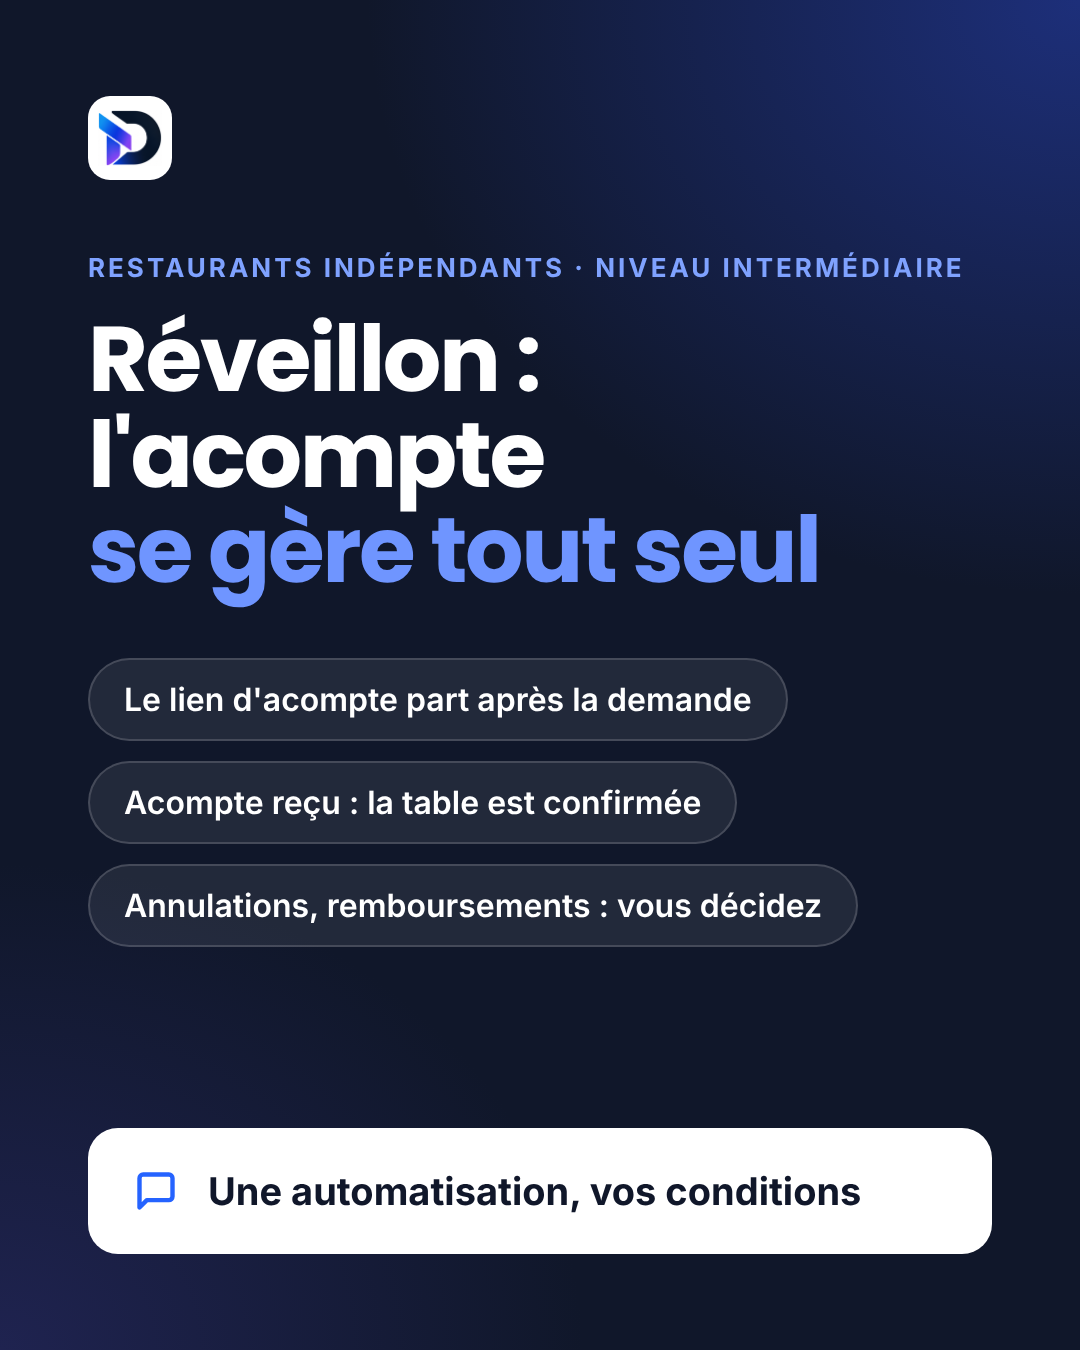 RESTAURANTS INDÉPENDANTS · NIVEAU INTERMÉDIAIRE
Réveillon :
l'acompte
se gère tout seul
Le lien d'acompte part après la demande
Acompte reçu : la table est confirmée
Annulations, remboursements : vous décidez
Une automatisation, vos conditions